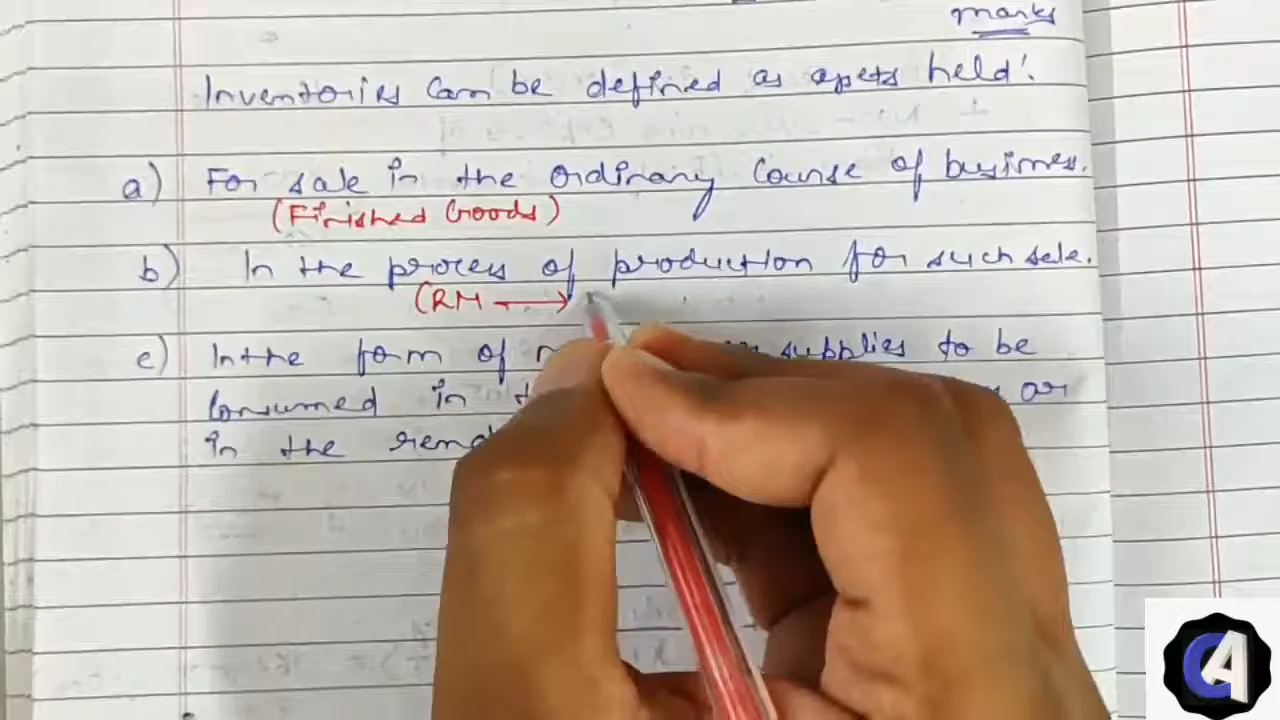 marks
Inventories can be defined as assets held:
a) For sale in the ordinary course of business.
(Finished Goods)
b) In the process of production for such sale.
(RM →
c) In the form of supplies to be
consumed in or
in the
CA